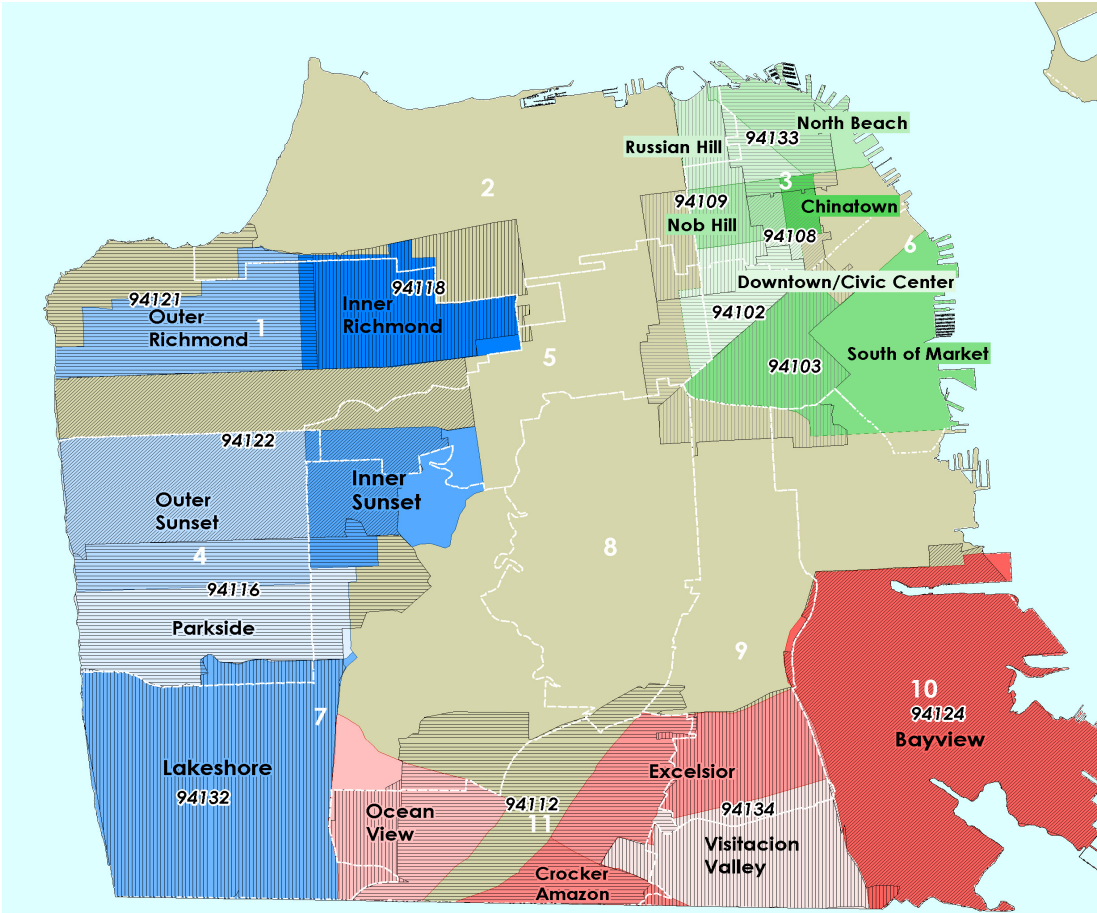 North Beach
94133
Russian Hill
2
3
94109
Chinatown
Nob Hill
94108
6
Downtown/Civic Center
94118
94121
Inner
Richmond
Outer
Richmond
1
94102
5
South of Market
94103
94122
Inner
Sunset
Outer
Sunset
4
8
94116
Parkside
9
10
94124
7
Bayview
Lakeshore
94132
Excelsior
94112
94134
Ocean
View
11
Visitacion
Valley
Crocker
Amazon